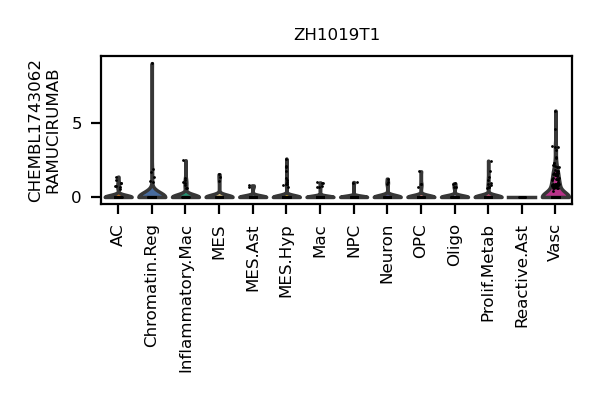 ZH1019T1
CHEMBL1743062
RAMUCIRUMAB
5
0
AC
Chromatin.Reg
Inflammatory.Mac
MES
MES.Ast
MES.Hyp
Mac
NPC
Neuron
OPC
Oligo
Prolif.Metab
Reactive.Ast
Vasc